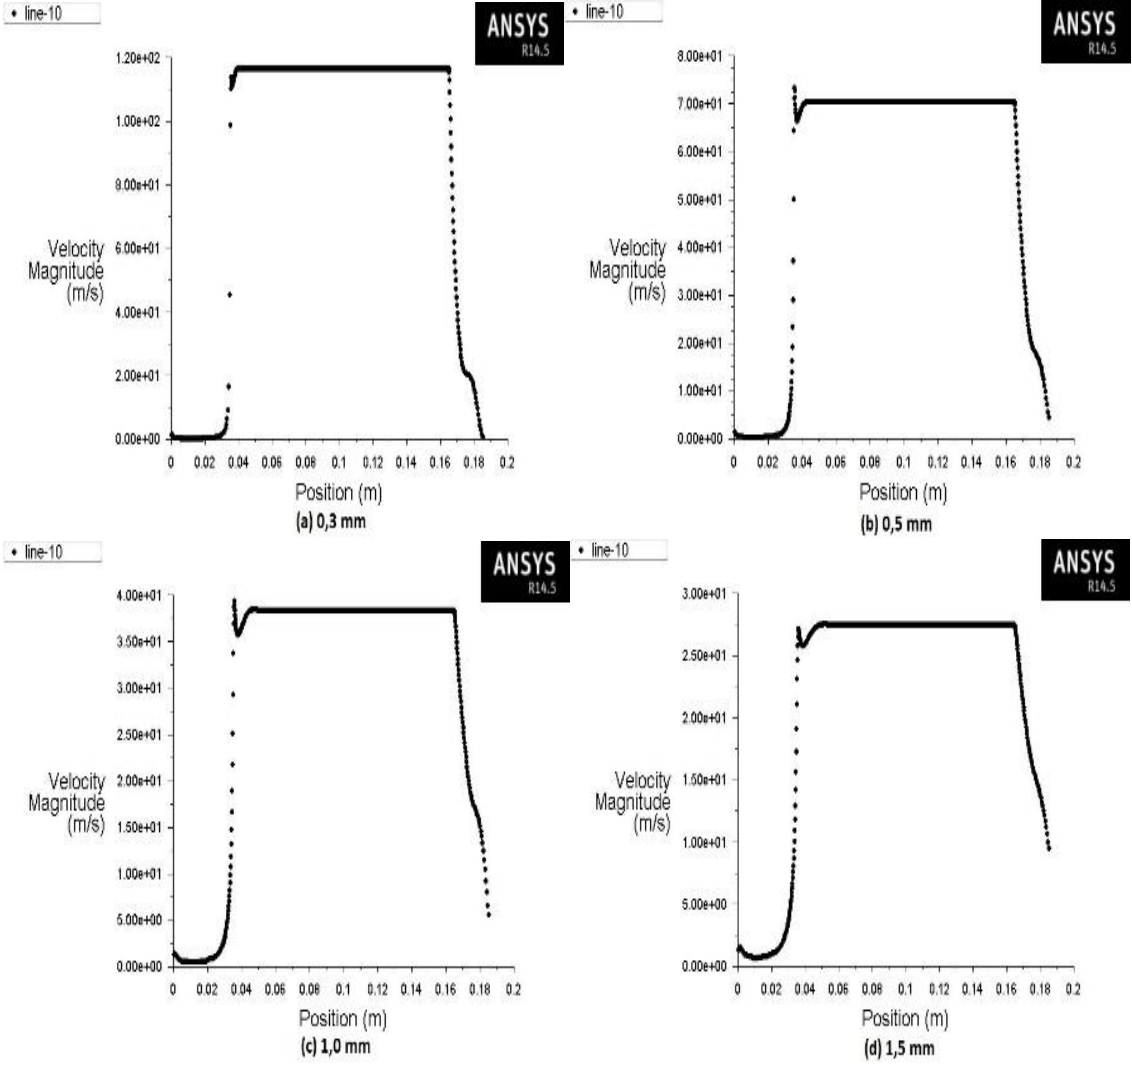 line-10
ANSYS
R14.5
1.20e+02
1.00e+02
8.00e+01
6.00e+01
4.00e+01
2.00e+01
0.00e+00
Velocity
Magnitude
(m/s)
0 0.02 0.04 0.06 0.08 0.1 0.12 0.14 0.16 0.18 0.2
Position (m)
(a) 0,3 mm
line-10
ANSYS
R14.5
8.00e+01
7.00e+01
6.00e+01
5.00e+01
4.00e+01
3.00e+01
2.00e+01
1.00e+01
0.00e+00
Velocity
Magnitude
(m/s)
0 0.02 0.04 0.06 0.08 0.1 0.12 0.14 0.16 0.18 0.2
Position (m)
(b) 0,5 mm
line-10
ANSYS
R14.5
4.00e+01
3.50e+01
3.00e+01
2.50e+01
2.00e+01
1.50e+01
1.00e+01
5.00e+00
0.00e+00
Velocity
Magnitude
(m/s)
0 0.02 0.04 0.06 0.08 0.1 0.12 0.14 0.16 0.18 0.2
Position (m)
(c) 1,0 mm
line-10
ANSYS
R14.5
3.00e+01
2.50e+01
2.00e+01
1.50e+01
1.00e+01
5.00e+00
0.00e+00
Velocity
Magnitude
(m/s)
0 0.02 0.04 0.06 0.08 0.1 0.12 0.14 0.16 0.18 0.2
Position (m)
(d) 1,5 mm